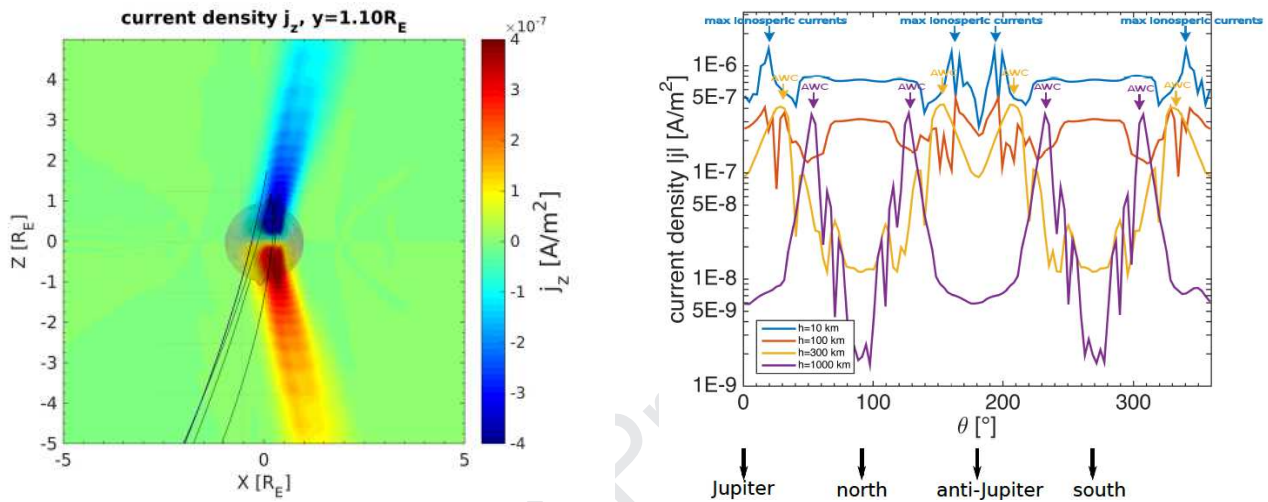 current density j_z, y=1.10R_E
×10⁻⁷
4
3
2
1
0
-1
-2
-3
-4
-5
Z [R_E]
-5
0
5
X [R_E]
4
3
2
1
0
-1
-2
-3
-4
j_z [A/m²]
max ionosperic currents
max ionosperic currents
max ionosperic currents
AWC
AWC
AWC
AWC
AWC
AWC
AWC
AWC
1E-6
5E-7
1E-7
5E-8
1E-8
5E-9
1E-9
current density |j| [A/m²]
h=10 km
h=100 km
h=300 km
h=1000 km
0
100
200
300
θ [°]
Jupiter
north
anti-Jupiter
south